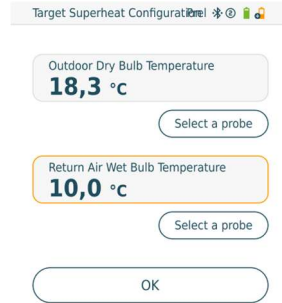 Target Superheat Configuration
Outdoor Dry Bulb Temperature
18,3 °C
Select a probe
Return Air Wet Bulb Temperature
10,0 °C
Select a probe
OK